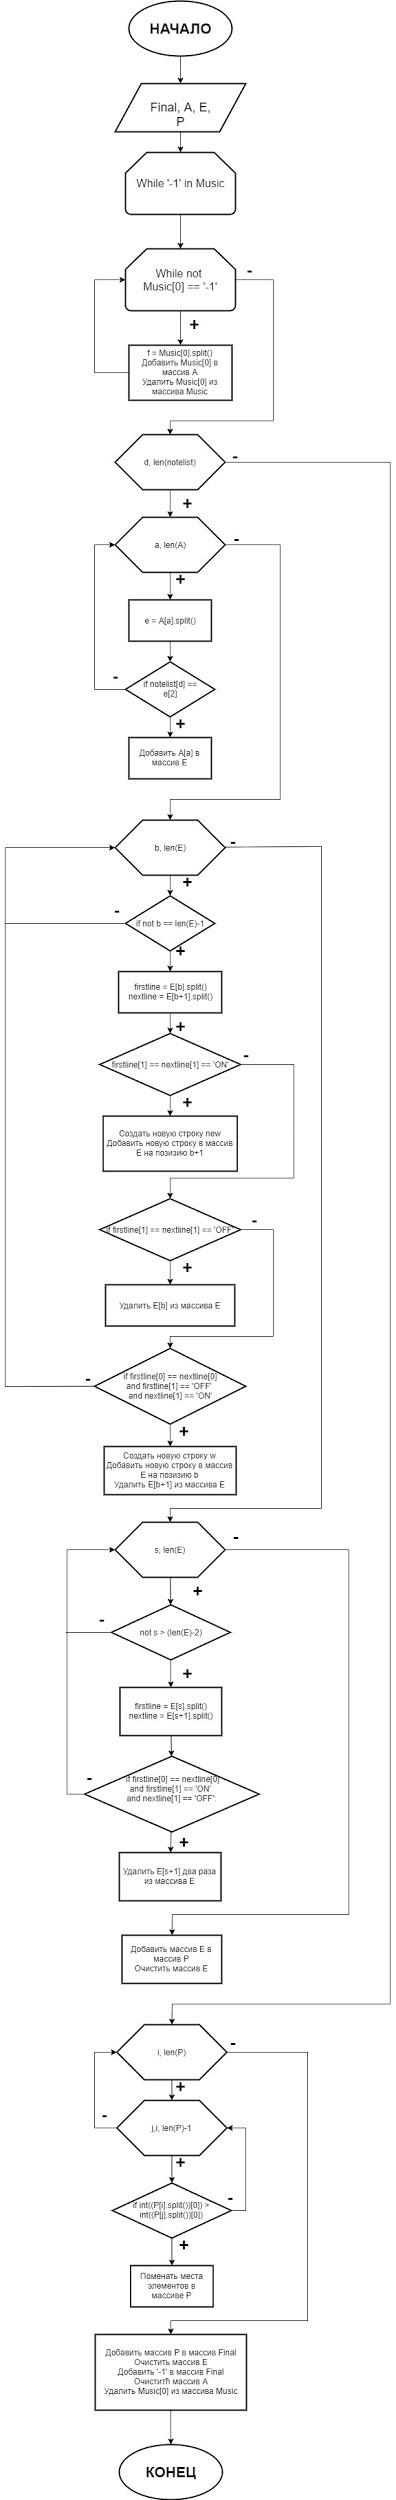 НАЧАЛО
Final, A, E,
P
While '-1' in Music
While not
Music[0] == '-1'
-
+
f = Music[0].split()
Добавить Music[0] в
массив А
Удалить Music[0] из
массива Music
d, len(notelist)
-
+
a, len(A)
-
+
e = A[a].split()
if notelist[d] ==
e[2]
-
+
Добавить A[a] в
массив E
b, len(E)
-
+
if not b == len(E)-1
-
+
firstline = E[b].split()
nextline = E[b+1].split()
+
firstline[1] == nextline[1] == 'ON'
-
+
Создать новую строку new
Добавить новую строку в массив
E на позизию b+1
if firstline[1] == nextline[1] == 'OFF'
-
+
Удалить E[b] из массива E
if firstline[0] == nextline[0]
and firstline[1] == 'OFF'
and nextline[1] == 'ON'
-
+
Создать новую строку w
Добавить новую строку в массив
E на позизию b
Удалить E[b+1] из массива E
s, len(E)
-
+
not s > (len(E)-2)
-
+
firstline = E[s].split()
nextline = E[s+1].split()
if firstline[0] == nextline[0]
and firstline[1] == 'ON'
and nextline[1] == 'OFF':
-
+
Удалить E[s+1] два раза
из массива E
Добавить массив E в
массив P
Очистить массив E
i, len(P)
-
+
j,i, len(P)-1
-
+
if int((P[i].split())[0]) >
int((P[j].split())[0])
-
+
Поменать места
элементов в
массиве P
Добавить массив P в массив Final
Очистить массив E
Добавить '-1' в массив Final
Очиститћ массив А
Удалить Music[0] из массива Music
КОНЕЦ